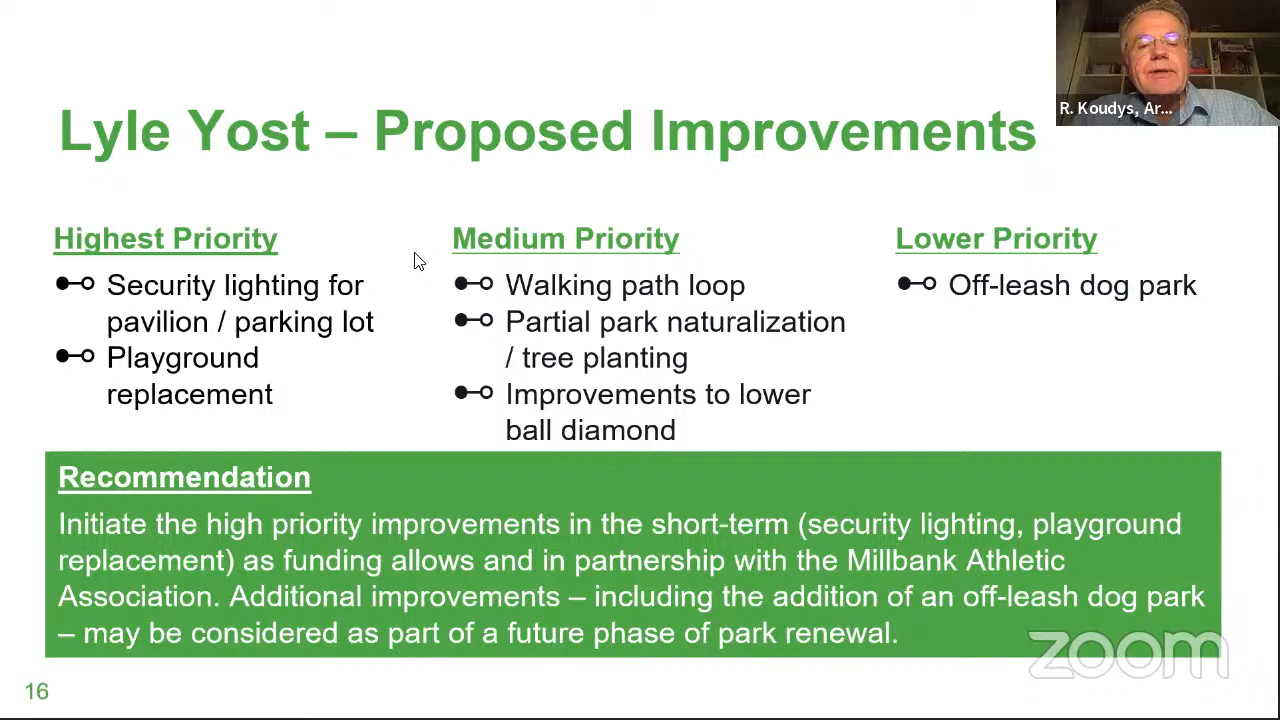 R. Koudys, Ar...
Lyle Yost – Proposed Improvements
Highest Priority
Security lighting for
pavilion / parking lot
Playground
replacement
Medium Priority
Walking path loop
Partial park naturalization
/ tree planting
Improvements to lower
ball diamond
Lower Priority
Off-leash dog park
Recommendation
Initiate the high priority improvements in the short-term (security lighting, playground
replacement) as funding allows and in partnership with the Millbank Athletic
Association. Additional improvements – including the addition of an off-leash dog park
– may be considered as part of a future phase of park renewal.
zoom
16